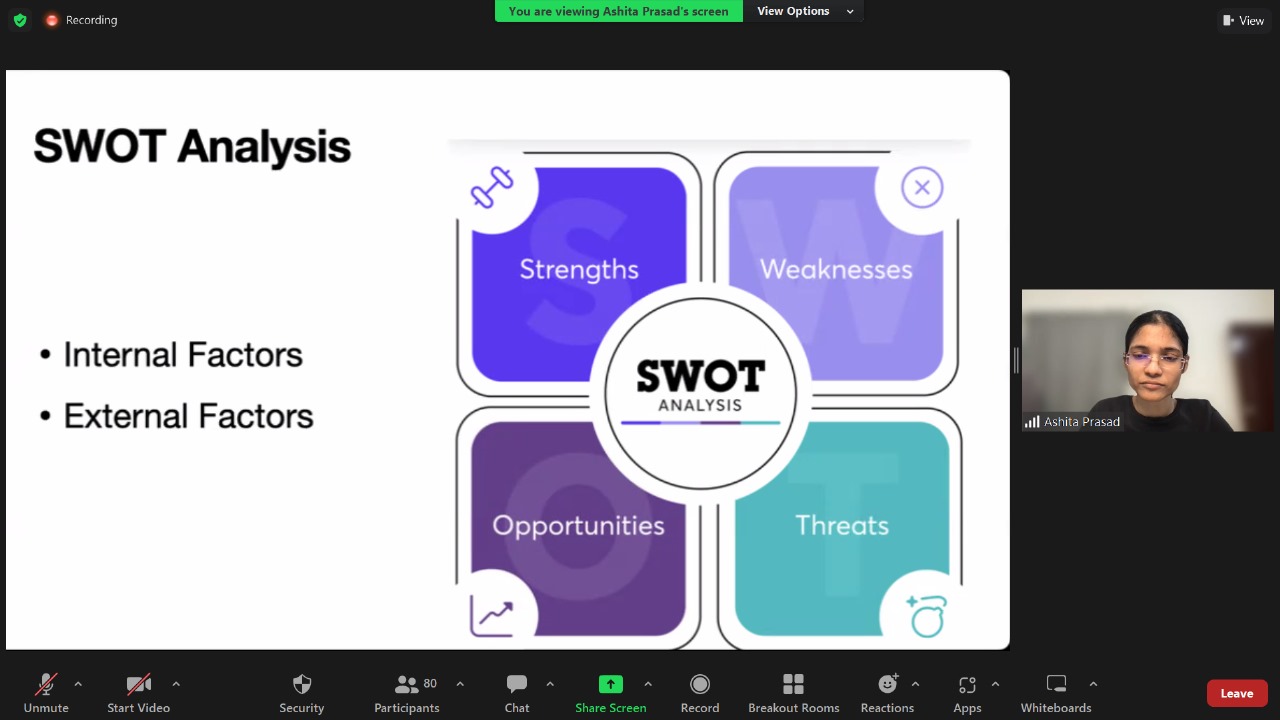 Recording
You are viewing Ashita Prasad's screen
View Options
View
SWOT Analysis
• Internal Factors
• External Factors
S
Strengths
W
Weaknesses
SWOT
ANALYSIS
O
Opportunities
T
Threats
Ashita Prasad
Unmute
Start Video
Security
80
Participants
Chat
Share Screen
Record
Breakout Rooms
Reactions
Apps
Whiteboards
Leave